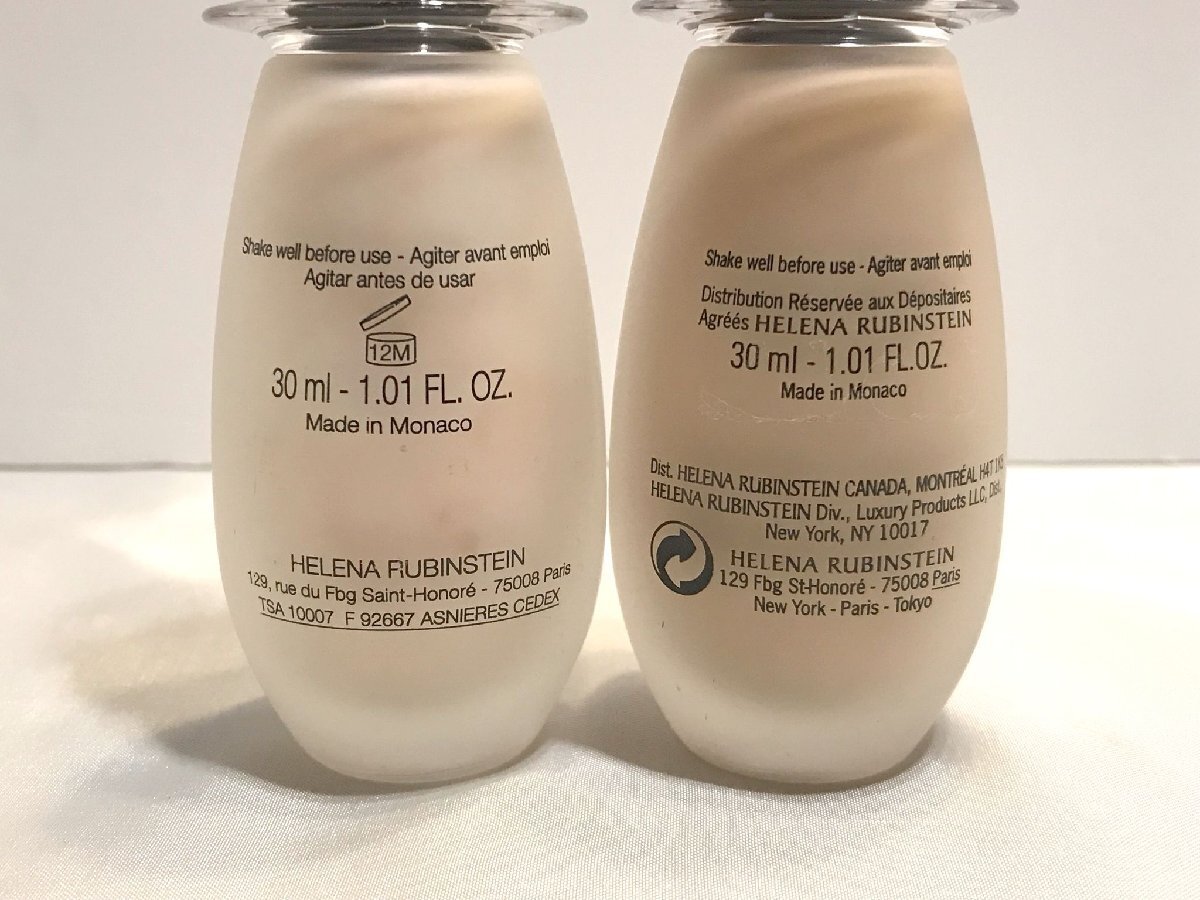 Shake well before use - Agiter avant emploi
Agitar antes de usar
12M
30 ml - 1.01 FL. OZ.
Made in Monaco
HELENA RUBINSTEIN
129, rue du Fbg Saint-Honoré - 75008 Paris
TSA 10007 F 92667 ASNIERES CEDEX
Shake well before use - Agiter avant emploi
Distribution Réservée aux Dépositaires
Agréés HELENA RUBINSTEIN
30 ml - 1.01 FL.OZ.
Made in Monaco
Dist. HELENA RUBINSTEIN CANADA, MONTRÉAL H4T
HELENA RUBINSTEIN Div., Luxury Products LLC, Dist.
New York, NY 10017
HELENA RUBINSTEIN
129 Fbg St-Honoré - 75008 Paris
New York - Paris - Tokyo